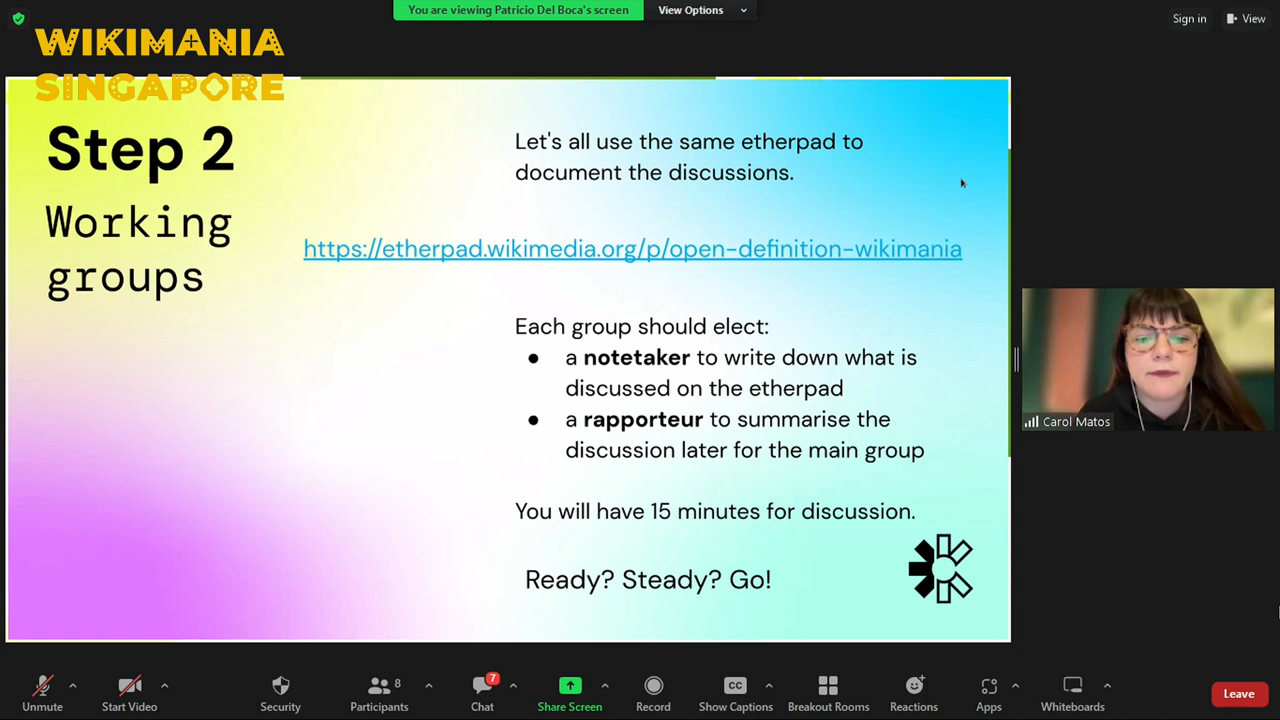 You are viewing Patricio Del Boca's screen
View Options
Sign in
View
WIKIMANIA
SINGAPORE
Step 2
Working
groups
Let's all use the same etherpad to
document the discussions.
https://etherpad.wikimedia.org/p/open-definition-wikimania
Each group should elect:
● a notetaker to write down what is
discussed on the etherpad
● a rapporteur to summarise the
discussion later for the main group
You will have 15 minutes for discussion.
Ready? Steady? Go!
Carol Matos
Unmute
Start Video
Security
Participants
8
Chat
7
Share Screen
Record
CC
Show Captions
Breakout Rooms
Reactions
Apps
Whiteboards
Leave